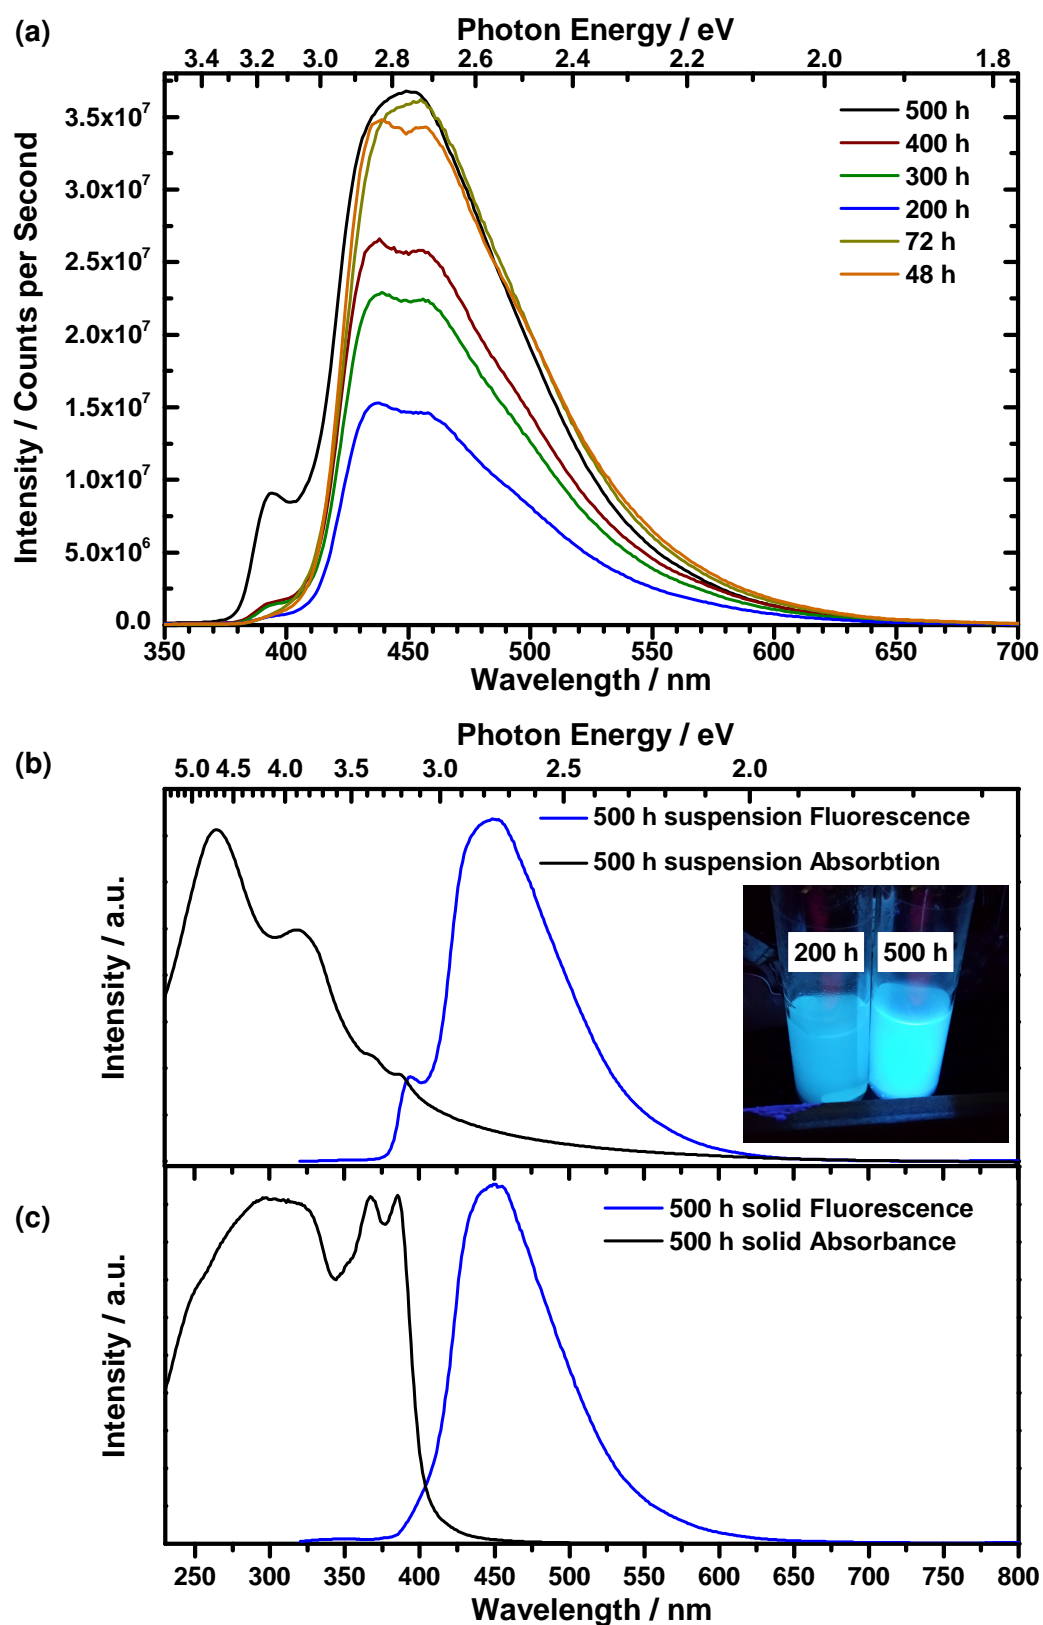 (a)
Photon Energy / eV
3.4 3.2 3.0 2.8 2.6 2.4 2.2 2.0 1.8
Intensity / Counts per Second
3.5x10⁷
3.0x10⁷
2.5x10⁷
2.0x10⁷
1.5x10⁷
1.0x10⁷
5.0x10⁶
0.0
500 h
400 h
300 h
200 h
72 h
48 h
350 400 450 500 550 600 650 700
Wavelength / nm
(b)
Photon Energy / eV
5.0 4.5 4.0 3.5 3.0 2.5 2.0
Intensity / a.u.
500 h suspension Fluorescence
500 h suspension Absorbtion
200 h 500 h
(c)
Intensity / a.u.
500 h solid Fluorescence
500 h solid Absorbance
250 300 350 400 450 500 550 600 650 700 750 800
Wavelength / nm